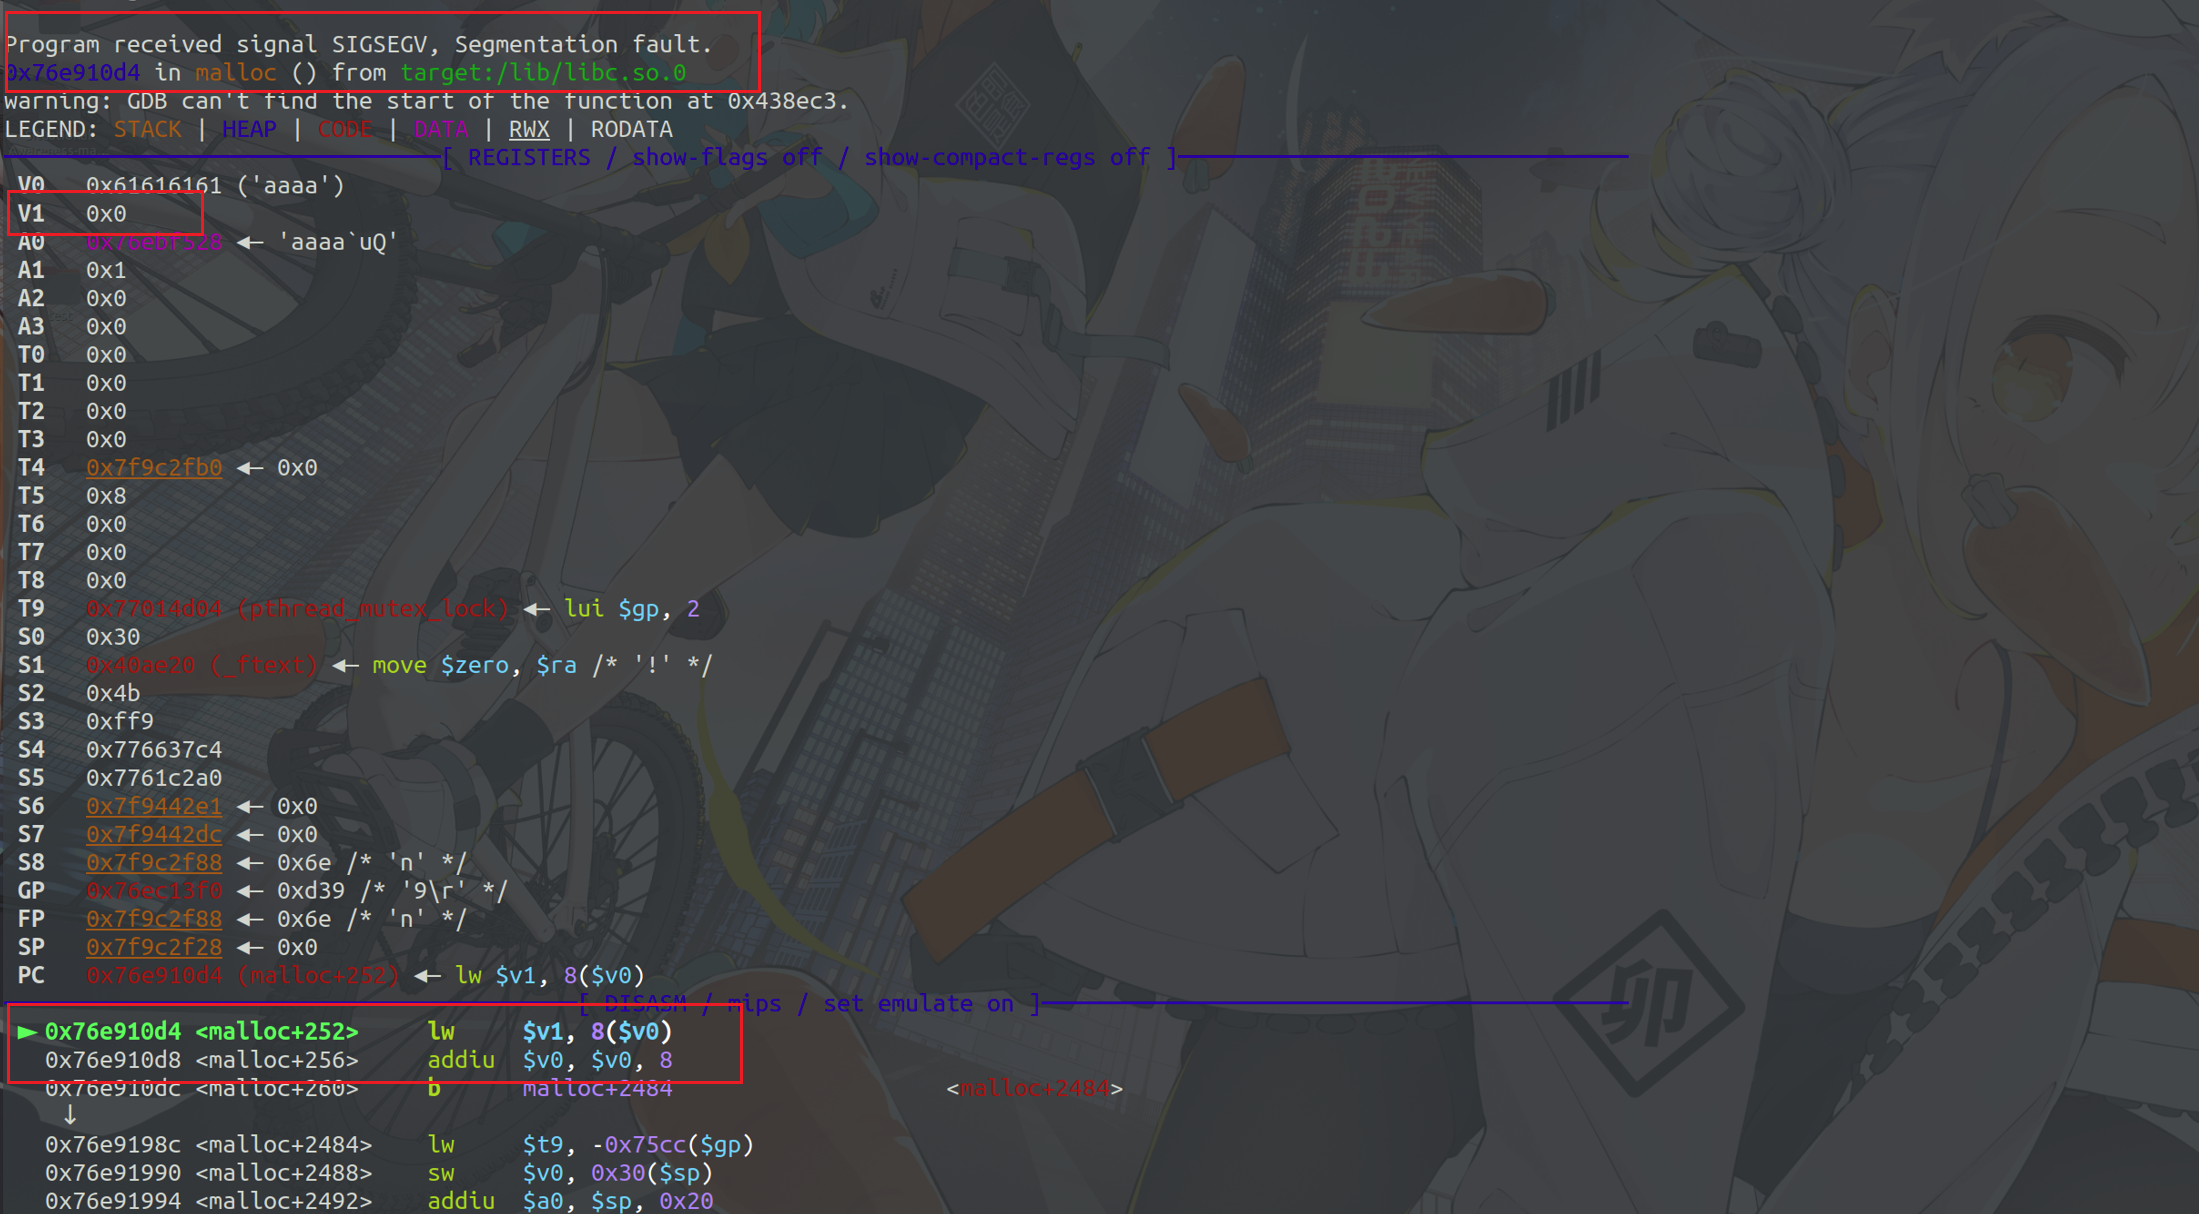 Program received signal SIGSEGV, Segmentation fault.
0x76e910d4 in malloc () from target:/lib/libc.so.0
warning: GDB can't find the start of the function at 0x438ec3.
LEGEND: STACK | HEAP | CODE | DATA | RWX | RODATA
[ REGISTERS / show-flags off / show-compact-regs off ]
V0 0x61616161 ('aaaa')
V1 0x0
A0 0x76ebf528 ◂— 'aaaa`uQ'
A1 0x1
A2 0x0
A3 0x0
T0 0x0
T1 0x0
T2 0x0
T3 0x0
T4 0x7f9c2fb0 ◂— 0x0
T5 0x8
T6 0x0
T7 0x0
T8 0x0
T9 0x77014d04 (pthread_mutex_lock) ◂— lui $gp, 2
S0 0x30
S1 0x40ae20 (_ftext) ◂— move $zero, $ra /* '!' */
S2 0x4b
S3 0xff9
S4 0x776637c4
S5 0x7761c2a0
S6 0x7f9442e1 ◂— 0x0
S7 0x7f9442dc ◂— 0x0
S8 0x7f9c2f88 ◂— 0x6e /* 'n' */
GP 0x76ec13f0 ◂— 0xd39 /* '9\r' */
FP 0x7f9c2f88 ◂— 0x6e /* 'n' */
SP 0x7f9c2f28 ◂— 0x0
PC 0x76e910d4 (malloc+252) ◂— lw $v1, 8($v0)
[ DISASM / mips / set emulate on ]
► 0x76e910d4 <malloc+252> lw $v1, 8($v0)
0x76e910d8 <malloc+256> addiu $v0, $v0, 8
0x76e910dc <malloc+260> b malloc+2484 <malloc+2484>
↓
0x76e9198c <malloc+2484> lw $t9, -0x75cc($gp)
0x76e91990 <malloc+2488> sw $v0, 0x30($sp)
0x76e91994 <malloc+2492> addiu $a0, $sp, 0x20
卯